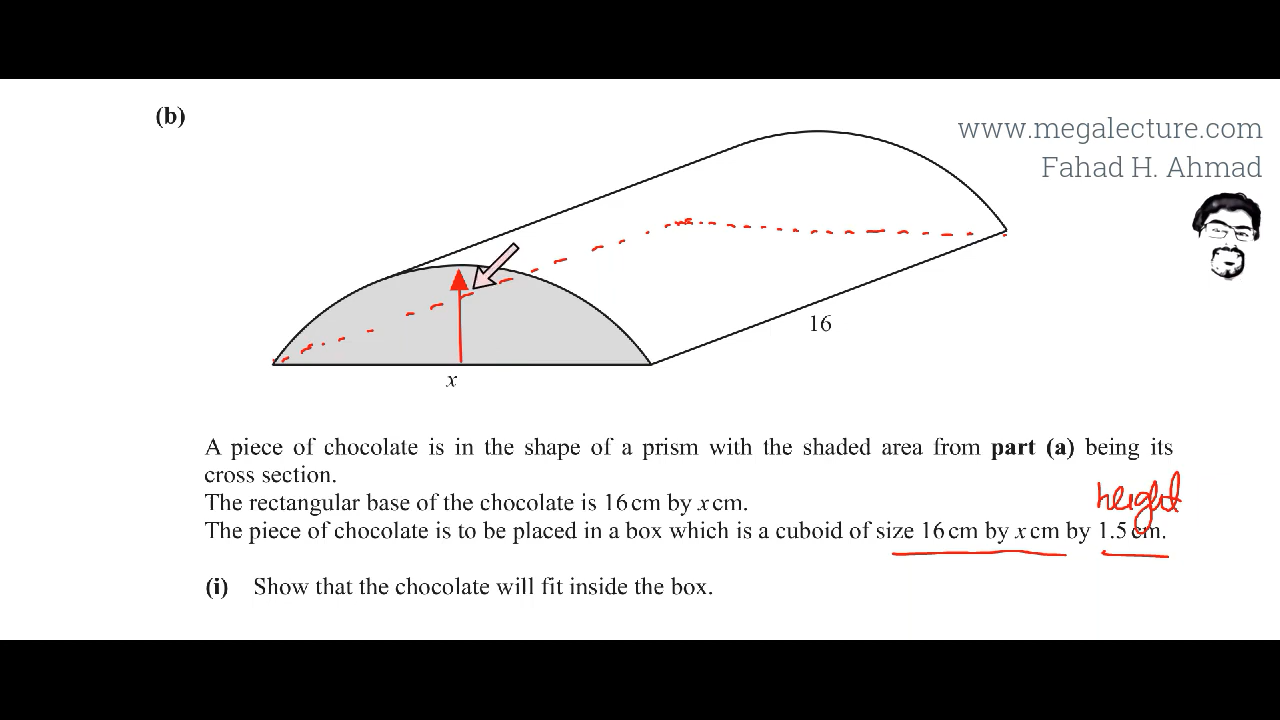 (b)
www.megalecture.com
Fahad H. Ahmad
16
x
A piece of chocolate is in the shape of a prism with the shaded area from part (a) being its
cross section.
The rectangular base of the chocolate is 16 cm by x cm.
height
The piece of chocolate is to be placed in a box which is a cuboid of size 16 cm by x cm by 1.5 cm.
(i) Show that the chocolate will fit inside the box.